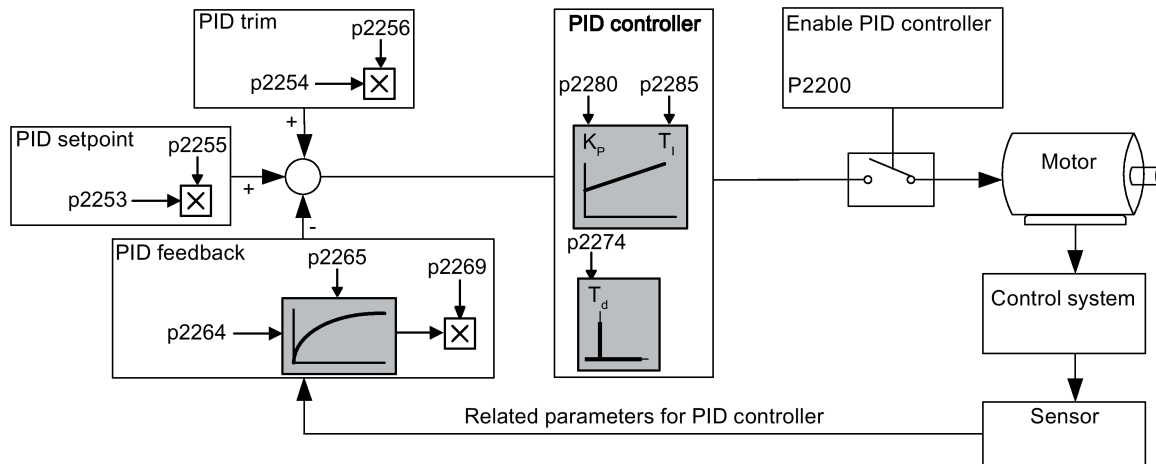 PID trim
p2256
p2254
+
PID setpoint
p2255
p2253
+
-
PID feedback
p2265
p2269
p2264
PID controller
p2280
p2285
K_P
T_I
p2274
T_d
Enable PID controller
P2200
Motor
Control system
Sensor
Related parameters for PID controller